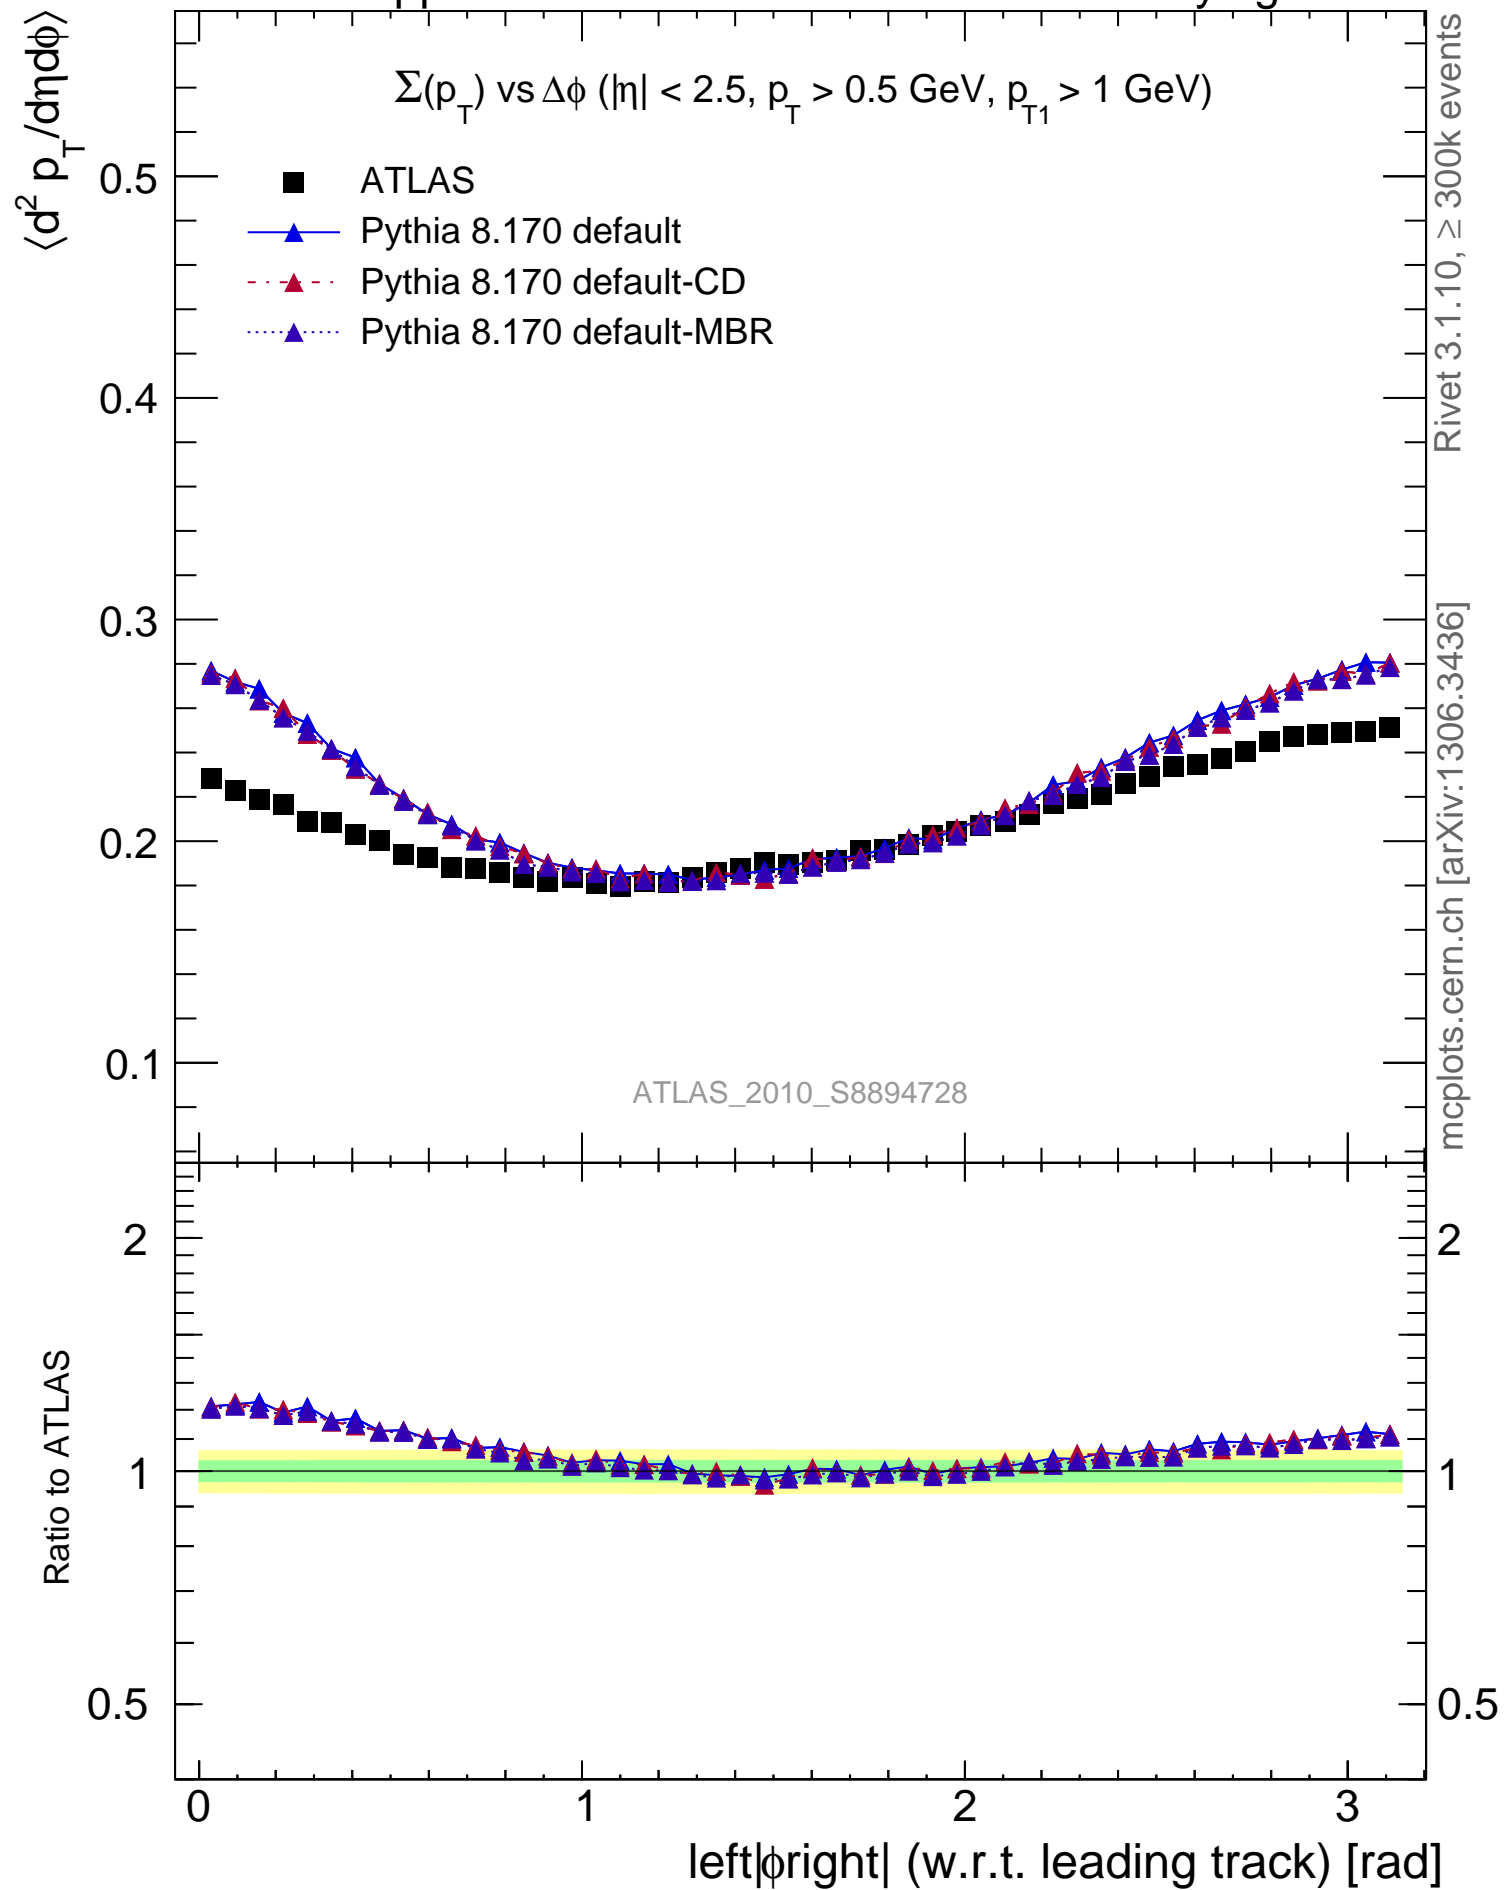 ⟨d² p_T/dηdϕ⟩
Σ(p_T) vs Δϕ (|η| < 2.5, p_T > 0.5 GeV, p_T1 > 1 GeV)
ATLAS
Pythia 8.170 default
Pythia 8.170 default-CD
Pythia 8.170 default-MBR
0.5
0.4
0.3
0.2
0.1
ATLAS_2010_S8894728
Rivet 3.1.10, ≥ 300k events
mcplots.cern.ch [arXiv:1306.3436]
Ratio to ATLAS
2
1
0.5
2
1
0.5
0 1 2 3
left|ϕright| (w.r.t. leading track) [rad]